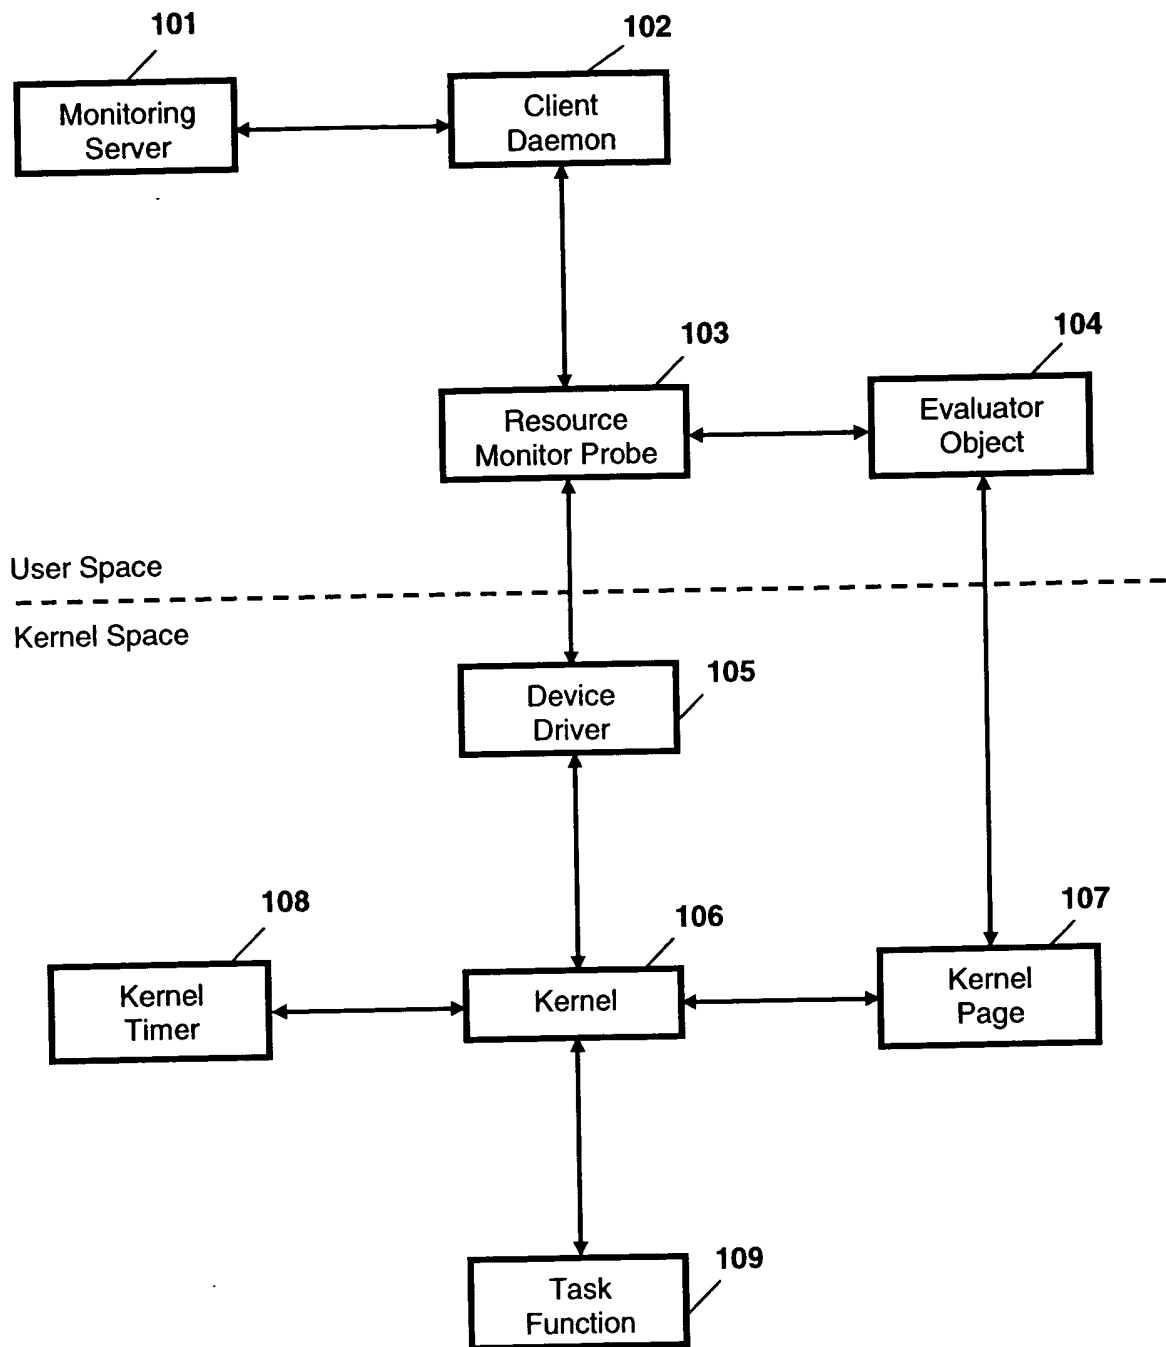 101
102
Monitoring
Server
Client
Daemon
103
104
Resource
Monitor Probe
Evaluator
Object
User Space
Kernel Space
105
Device
Driver
108
106
107
Kernel
Timer
Kernel
Kernel
Page
109
Task
Function